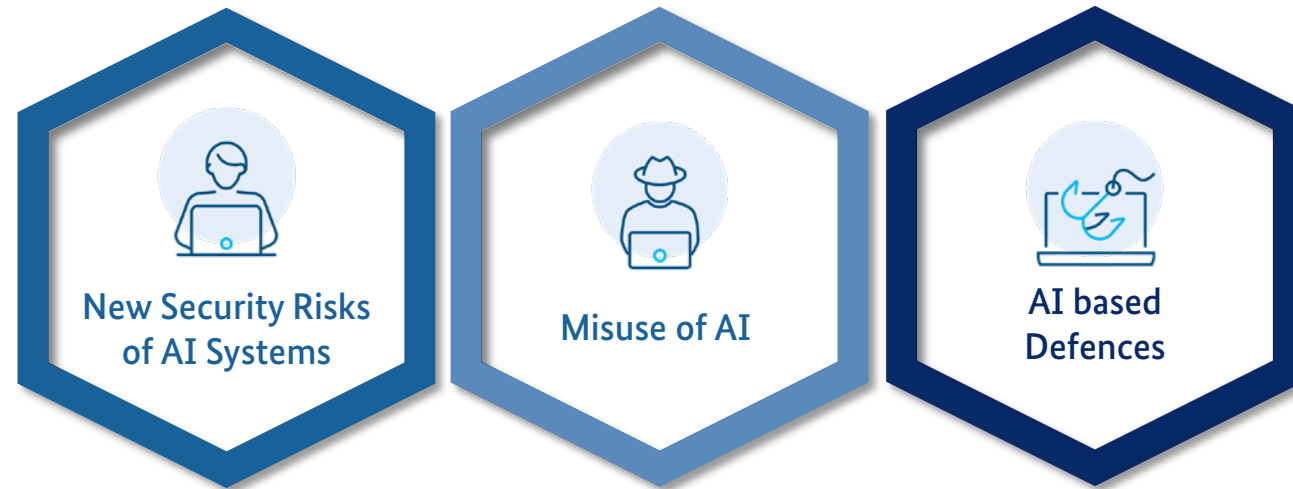 New Security Risks
of AI Systems
Misuse of AI
AI based
Defences